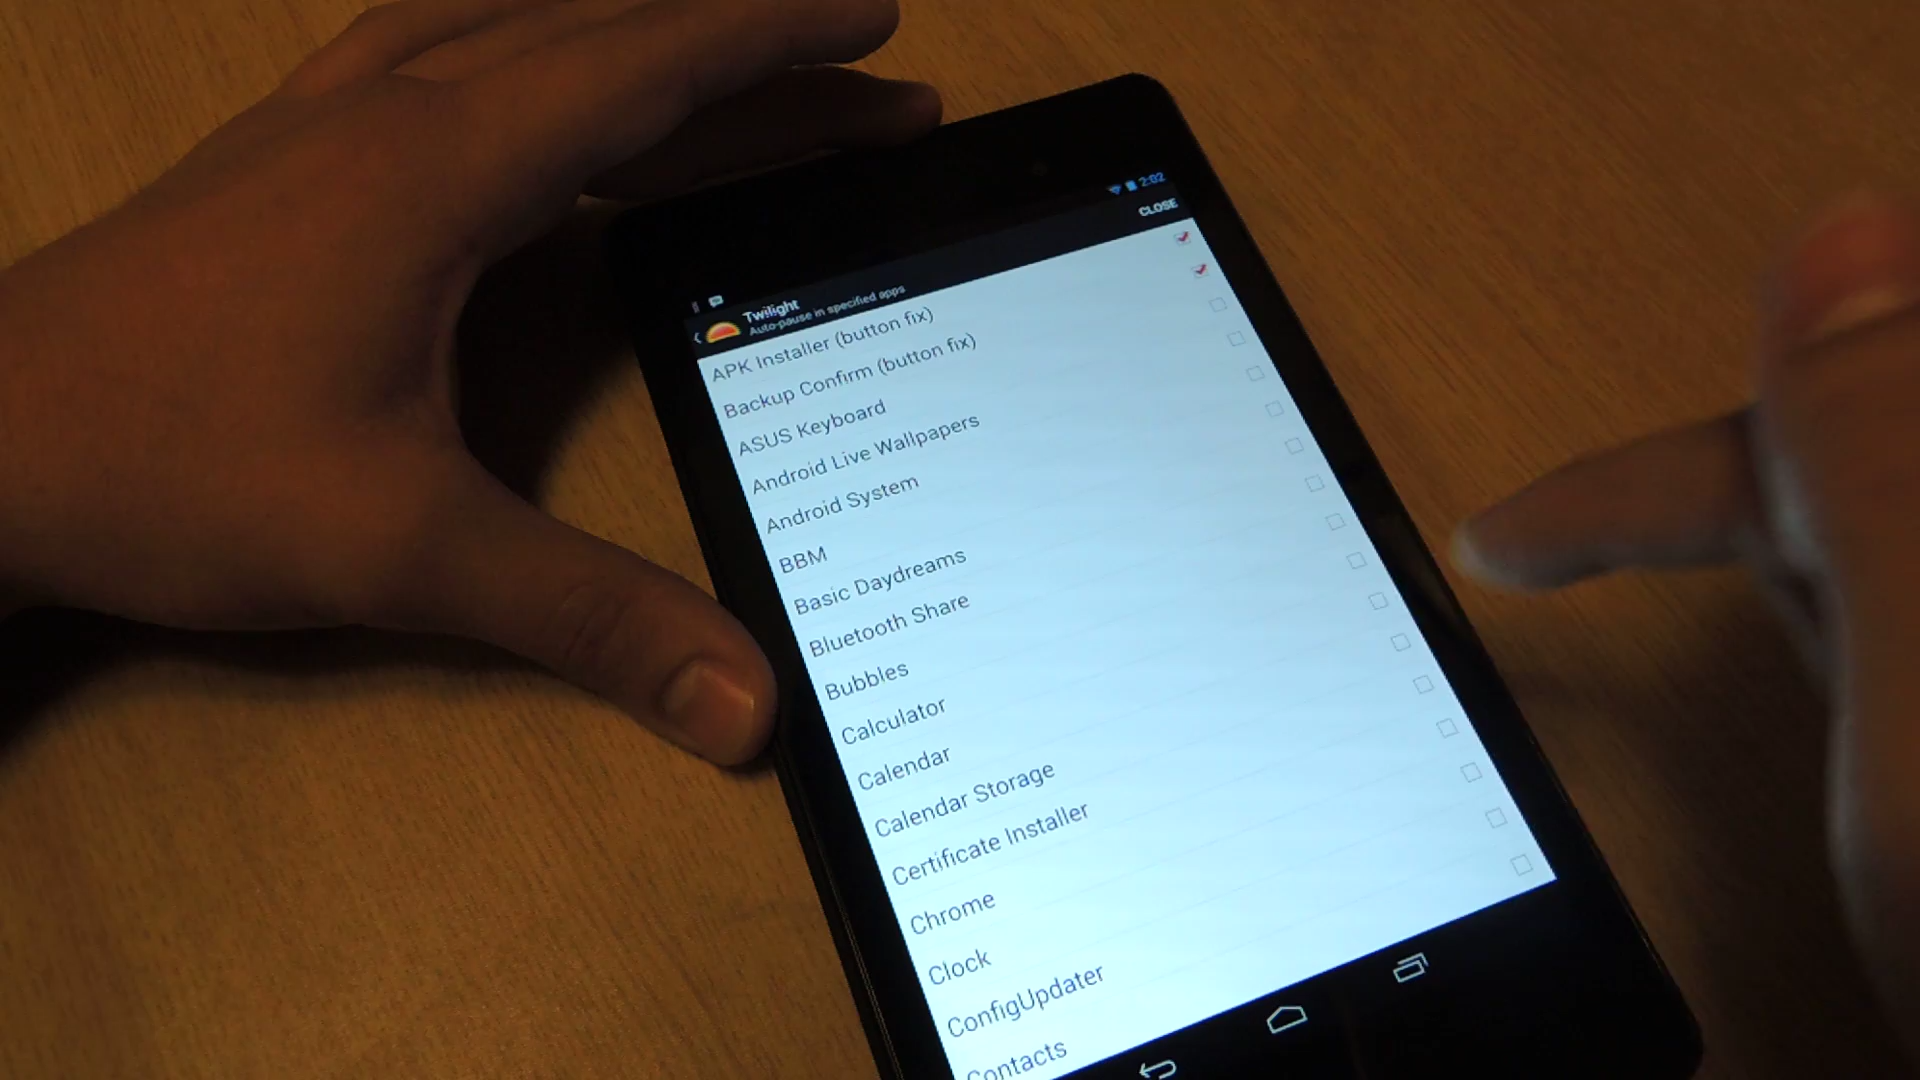 2:02
CLOSE
Twilight
Auto-pause in specified apps
APK Installer (button fix)
Backup Confirm (button fix)
ASUS Keyboard
Android Live Wallpapers
Android System
BBM
Basic Daydreams
Bluetooth Share
Bubbles
Calculator
Calendar
Calendar Storage
Certificate Installer
Chrome
Clock
ConfigUpdater
Contacts